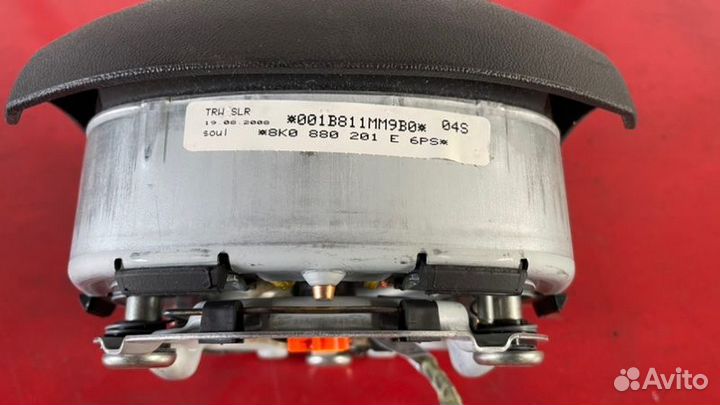 TRW SLR *001B811MM9B0* 04S
19.08.2008
soul *8K0 880 201 E 6PS*
Avito